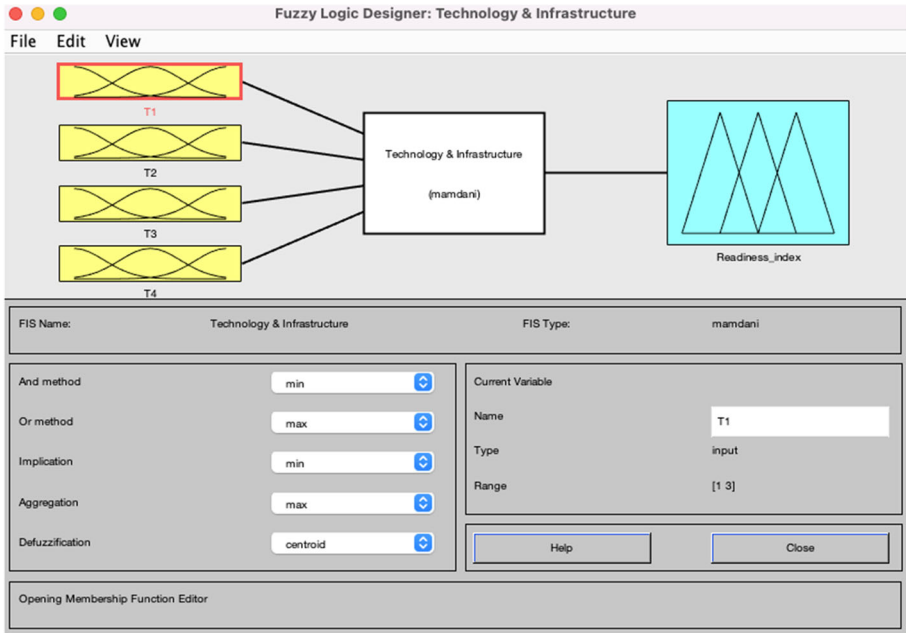 Fuzzy Logic Designer: Technology & Infrastructure
File Edit View
T1
T2
T3
T4
Technology & Infrastructure
(mamdani)
Readiness_index
FIS Name: Technology & Infrastructure FIS Type: mamdani
And method min
Or method max
Implication min
Aggregation max
Defuzzification centroid
Current Variable
Name T1
Type input
Range [1 3]
Help Close
Opening Membership Function Editor